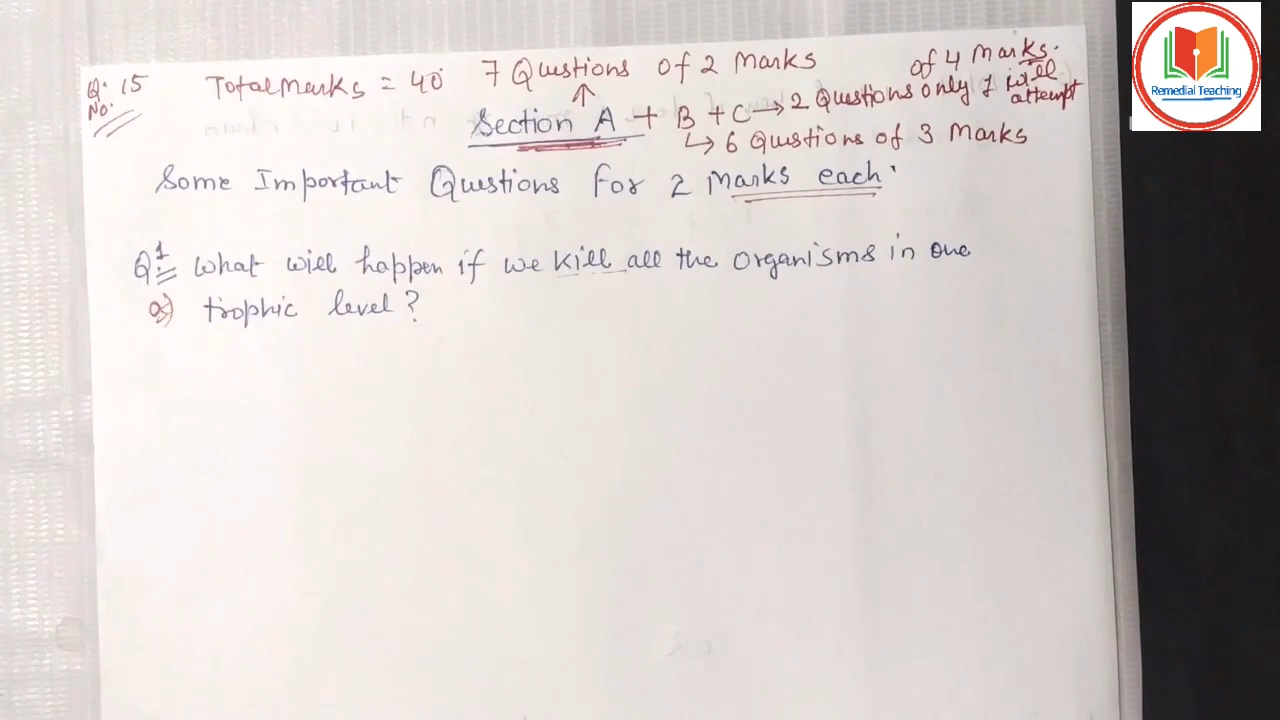 Q. 15
No:
Total Marks = 40
7 Questions of 2 Marks
of 4 Marks.
Section A + B + C → 2 Questions only 1 will
attempt
↳ 6 Questions of 3 Marks
Some Important Questions for 2 Marks each.
Q1 What will happen if we kill all the organisms in one
a) trophic level?
Remedial Teaching